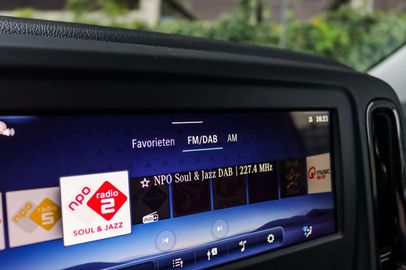 16:23
Favorieten FM/DAB AM
☆ NPO Soul & Jazz DAB | 227.4 MHz
npo radio 2
SOUL & JAZZ
npo 5
Q music